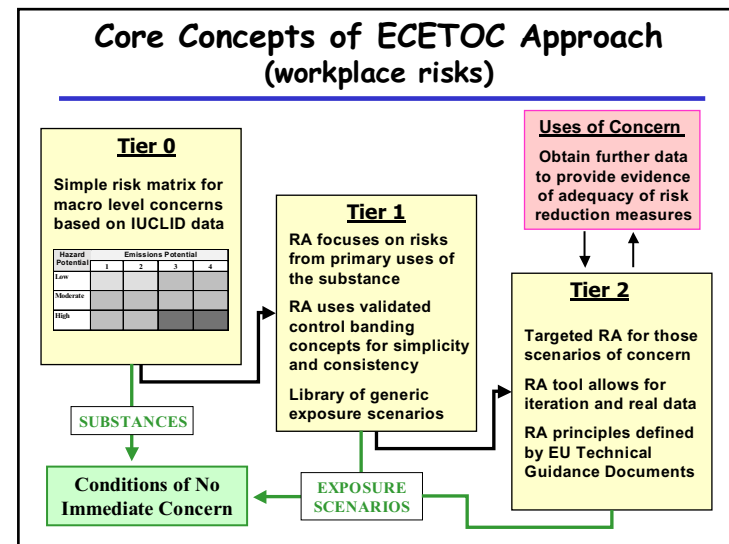 Core Concepts of ECETOC Approach
(workplace risks)
Tier 0
Simple risk matrix for
macro level concerns
based on IUCLID data
Hazard Potential Emissions Potential
1 2 3 4
Low
Moderate
High
SUBSTANCES
Conditions of No
Immediate Concern
Tier 1
RA focuses on risks
from primary uses of
the substance
RA uses validated
control banding
concepts for simplicity
and consistency
Library of generic
exposure scenarios
EXPOSURE
SCENARIOS
Uses of Concern
Obtain further data
to provide evidence
of adequacy of risk
reduction measures
Tier 2
Targeted RA for those
scenarios of concern
RA tool allows for
iteration and real data
RA principles defined
by EU Technical
Guidance Documents